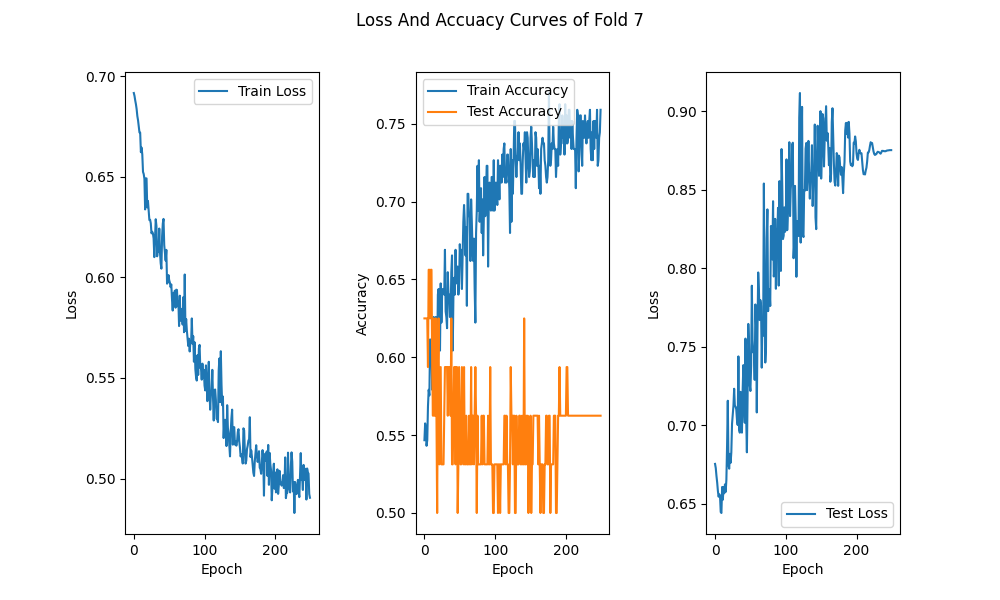 Loss And Accuacy Curves of Fold 7
0.70
0.65
0.60
0.55
0.50
Loss
0
100
200
Epoch
Train Loss
0.75
0.70
0.65
0.60
0.55
0.50
Accuracy
0
100
200
Epoch
Train Accuracy
Test Accuracy
0.90
0.85
0.80
0.75
0.70
0.65
Loss
0
100
200
Epoch
Test Loss